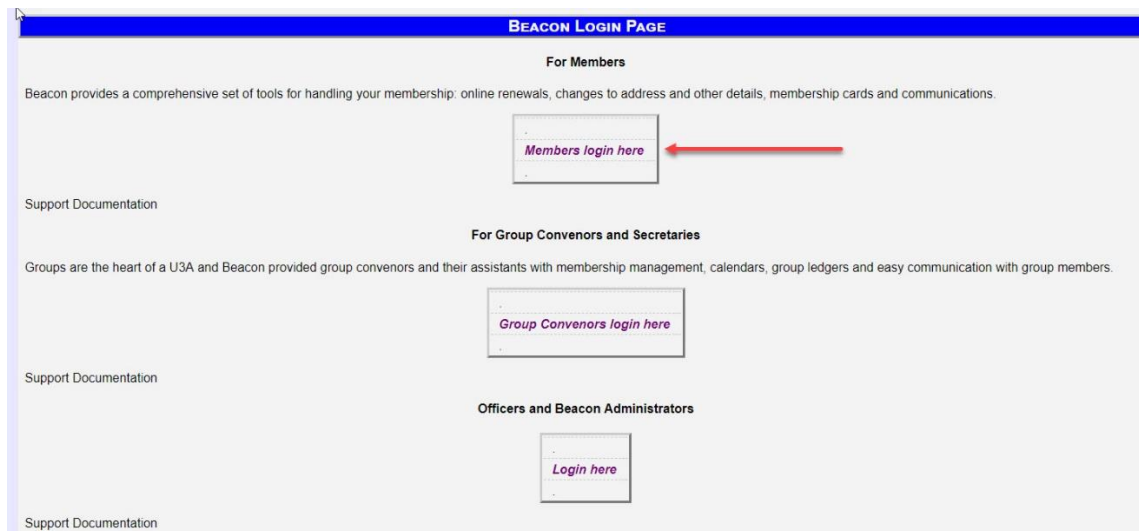 BEACON LOGIN PAGE
For Members
Beacon provides a comprehensive set of tools for handling your membership: online renewals, changes to address and other details, membership cards and communications.
.
Members login here
.
Support Documentation
For Group Convenors and Secretaries
Groups are the heart of a U3A and Beacon provided group convenors and their assistants with membership management, calendars, group ledgers and easy communication with group members.
.
Group Convenors login here
.
Support Documentation
Officers and Beacon Administrators
.
Login here
.
Support Documentation